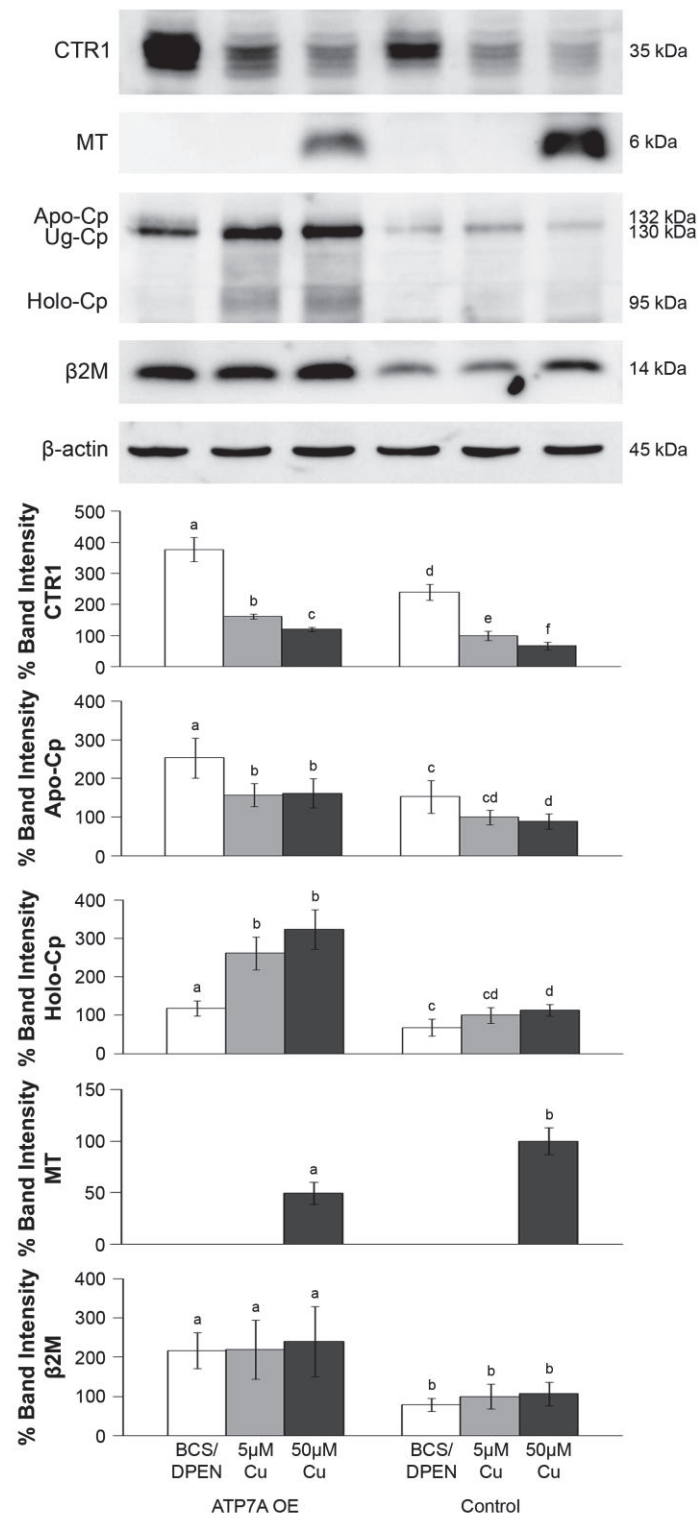 CTR1 35 kDa
MT 6 kDa
Apo-Cp 132 kDa
Ug-Cp 130 kDa
Holo-Cp 95 kDa
β2M 14 kDa
β-actin 45 kDa
% Band Intensity
CTR1
500
400
300
200
100
0
a
b
c
d
e
f
% Band Intensity
Apo-Cp
400
300
200
100
0
a
b
b
c
cd
d
% Band Intensity
Holo-Cp
400
300
200
100
0
a
b
b
c
cd
d
% Band Intensity
MT
150
100
50
0
a
b
% Band Intensity
β2M
400
300
200
100
0
a
a
a
b
b
b
BCS/ 5μM 50μM BCS/ 5μM 50μM
DPEN Cu Cu DPEN Cu Cu
ATP7A OE Control